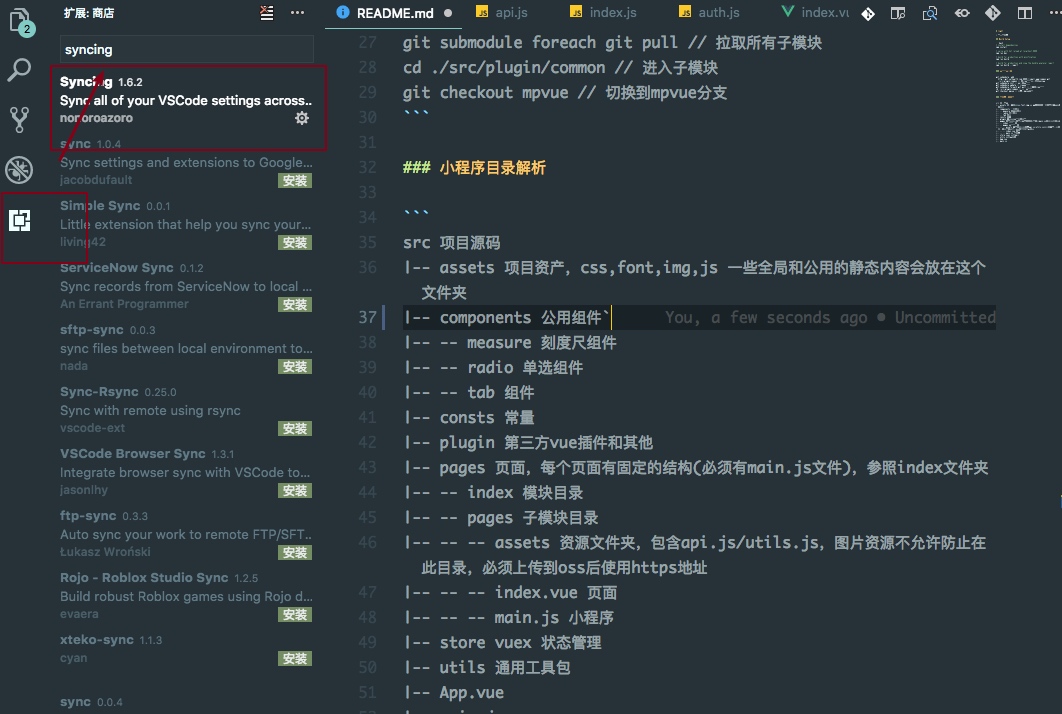 2
扩展: 商店
syncing
Syncing 1.6.2
Sync all of your VSCode settings across..
nonoroazoro
sync 1.0.4
Sync settings and extensions to Google...
jacobdufault
安装
Simple Sync 0.0.1
Little extension that help you sync your...
living42
安装
ServiceNow Sync 0.1.2
Sync records from ServiceNow to local ...
An Errant Programmer
安装
sftp-sync 0.0.3
sync files between local environment to...
nada
安装
Sync-Rsync 0.25.0
Sync with remote using rsync
vscode-ext
安装
VSCode Browser Sync 1.3.1
Integrate browser sync with VSCode to...
jasonlhy
安装
ftp-sync 0.3.3
Auto sync your work to remote FTP/SFT..
Łukasz Wroński
安装
Rojo - Roblox Studio Sync 1.2.5
Build robust Roblox games using Rojo d...
evaera
安装
xteko-sync 1.1.3
cyan
安装
sync 0.0.4
README.md
JS api.js
JS index.js
JS auth.js
index.vu
27 git submodule foreach git pull // 拉取所有子模块
28 cd ./src/plugin/common // 进入子模块
29 git checkout mpvue // 切换到mpvue分支
30 ```
31
32 ### 小程序目录解析
33
34 ```
35 src 项目源码
36 |-- assets 项目资产，css,font,img,js 一些全局和公用的静态内容会放在这个
文件夹
37 |-- components 公用组件` You, a few seconds ago • Uncommitted
38 |-- -- measure 刻度尺组件
39 |-- -- radio 单选组件
40 |-- -- tab 组件
41 |-- consts 常量
42 |-- plugin 第三方vue插件和其他
43 |-- pages 页面，每个页面有固定的结构(必须有main.js文件)，参照index文件夹
44 |-- -- index 模块目录
45 |-- -- pages 子模块目录
46 |-- -- -- assets 资源文件夹，包含api.js/utils.js，图片资源不允许防止在
此目录，必须上传到oss后使用https地址
47 |-- -- -- index.vue 页面
48 |-- -- -- main.js 小程序
49 |-- store vuex 状态管理
50 |-- utils 通用工具包
51 |-- App.vue